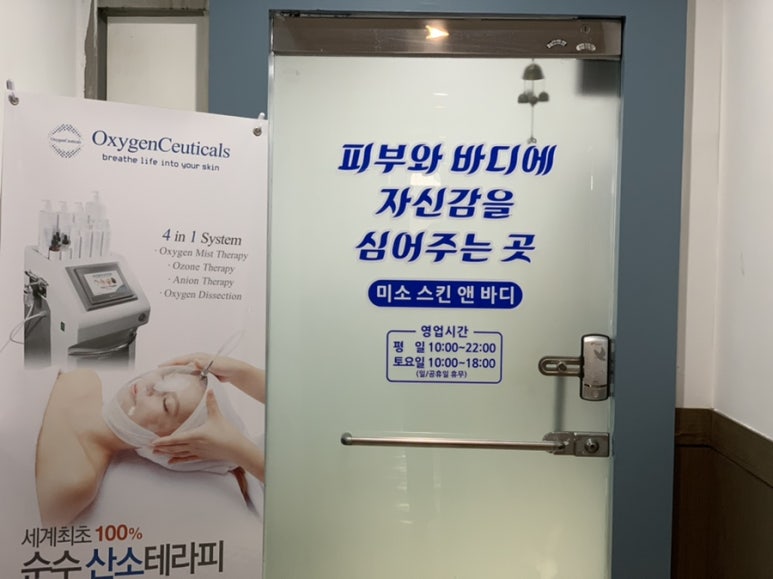 OxygenCeuticals
breathe life into your skin
4 in 1 System
· Oxygen Mist Therapy
· Ozone Therapy
· Anion Therapy
· Oxygen Dissection
세계최초 100%
순수 산소테라피
피부와 바디에
자신감을
심어주는 곳
미소 스킨 앤 바디
영업시간
평 일 10:00~22:00
토요일 10:00~18:00
(일/공휴일 휴무)